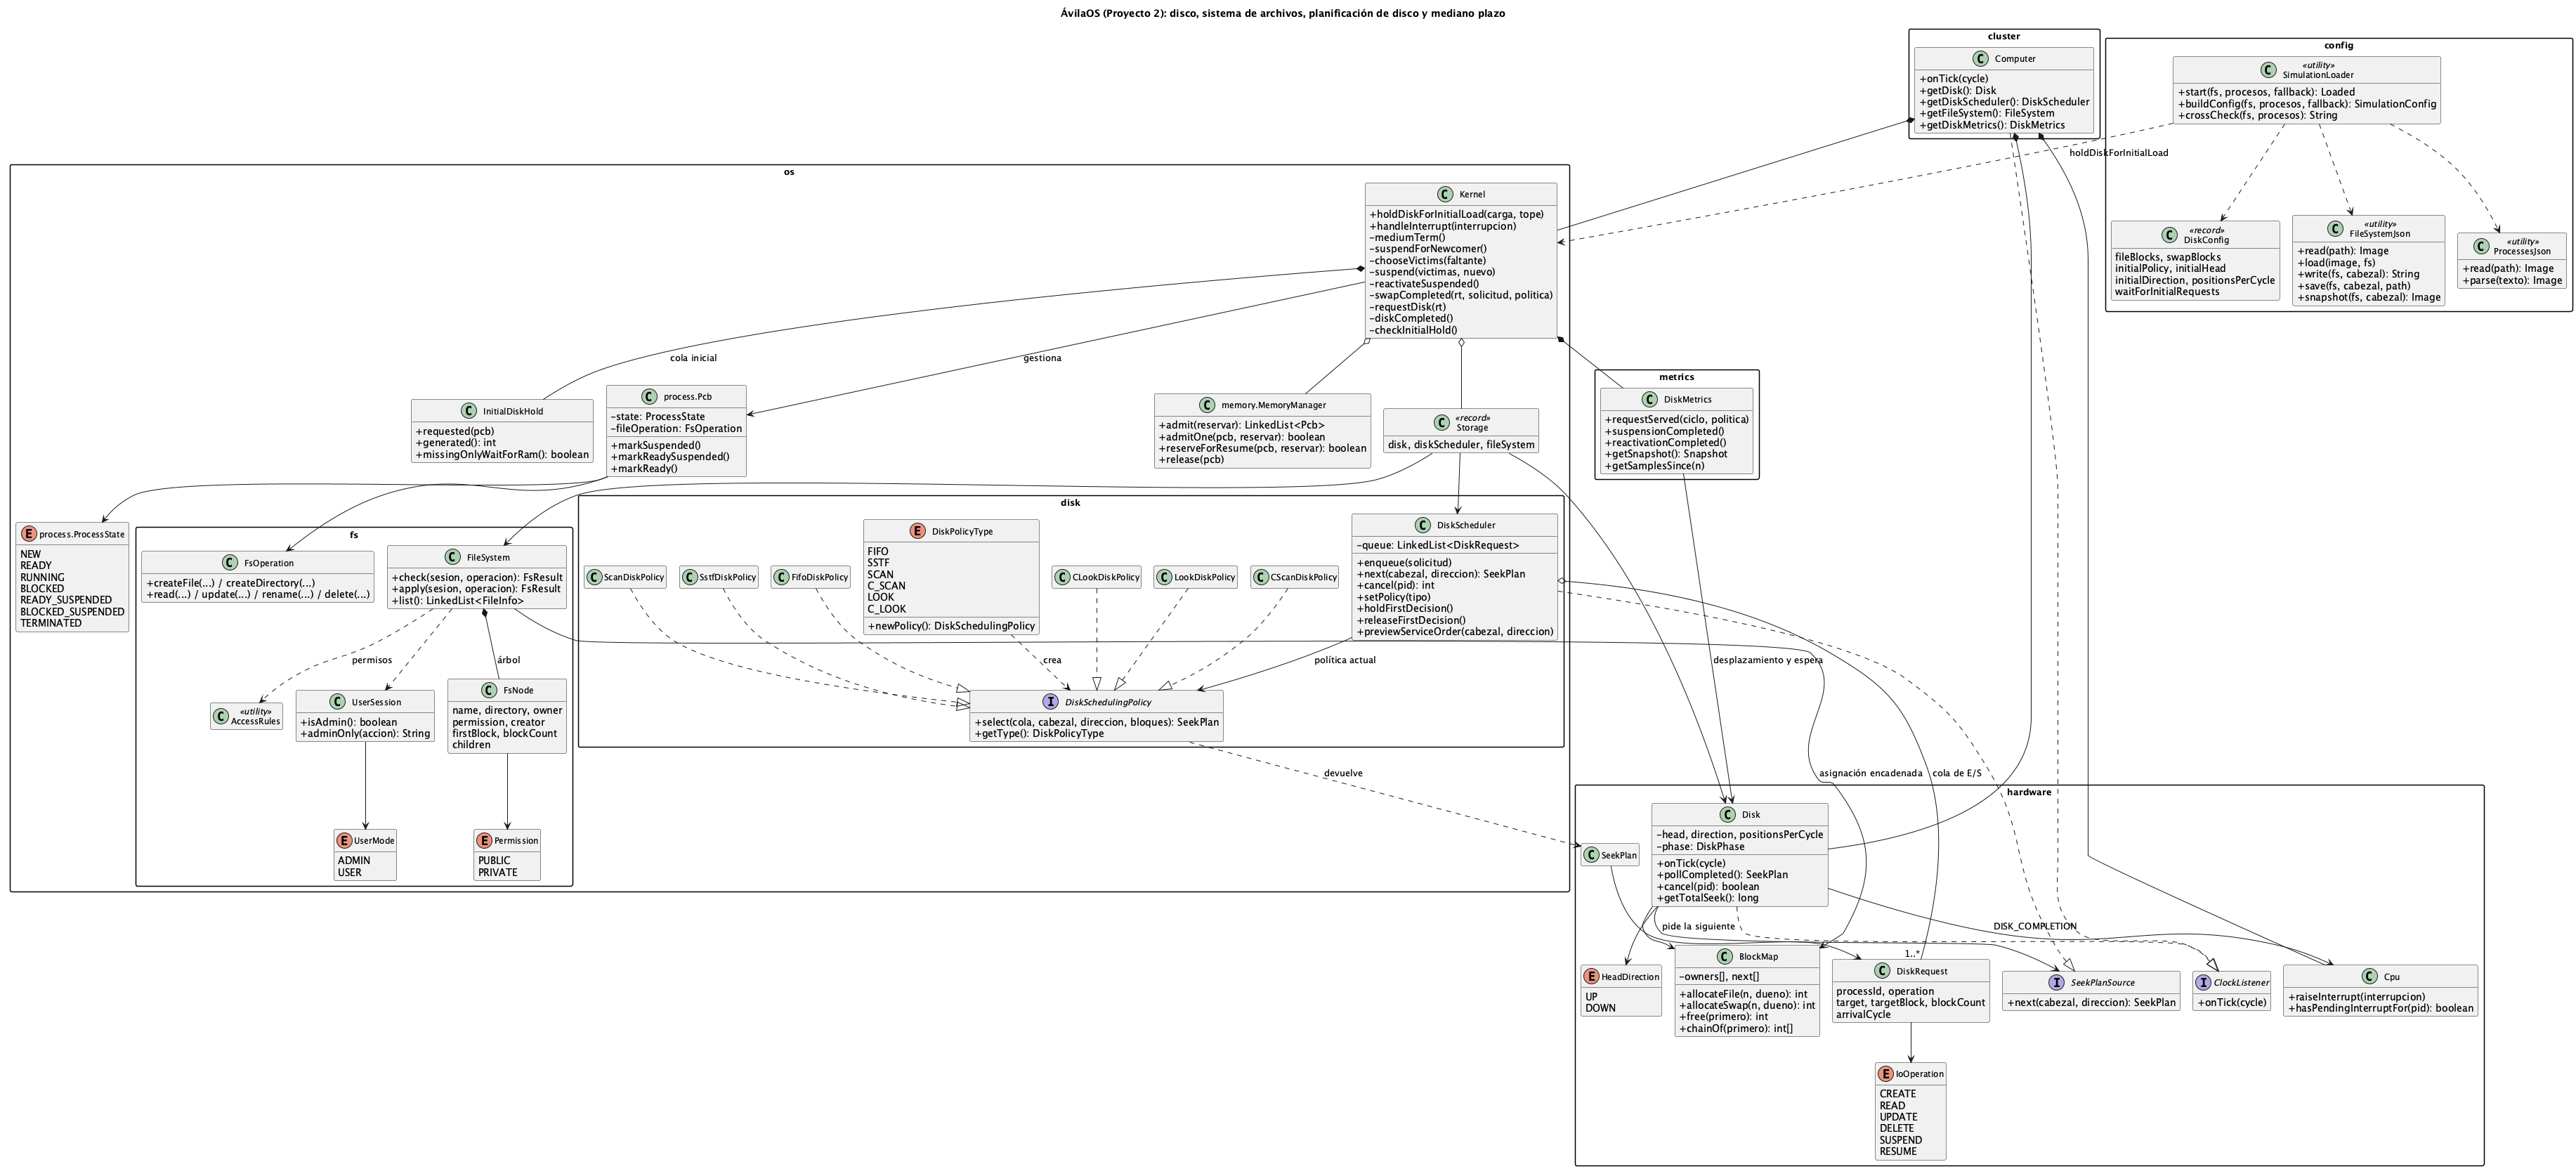 ÁvilaOS (Proyecto 2): disco, sistema de archivos, planificación de disco y mediano plazo
cluster
Computer
+onTick(cycle)
+getDisk(): Disk
+getDiskScheduler(): DiskScheduler
+getFileSystem(): FileSystem
+getDiskMetrics(): DiskMetrics
config
«utility»
SimulationLoader
+start(fs, procesos, fallback): Loaded
+buildConfig(fs, procesos, fallback): SimulationConfig
+crossCheck(fs, procesos): String
holdDiskForInitialLoad
«record»
DiskConfig
fileBlocks, swapBlocks
initialPolicy, initialHead
initialDirection, positionsPerCycle
waitForInitialRequests
«utility»
FileSystemJson
+read(path): Image
+load(image, fs)
+write(fs, cabezal): String
+save(fs, cabezal, path)
+snapshot(fs, cabezal): Image
«utility»
ProcessesJson
+read(path): Image
+parse(texto): Image
os
Kernel
+holdDiskForInitialLoad(carga, tope)
+handleInterrupt(interrupcion)
-mediumTerm()
-suspendForNewcomer()
-chooseVictims(faltante)
-suspend(victimas, nuevo)
-reactivateSuspended()
-swapCompleted(rt, solicitud, politica)
-requestDisk(rt)
-diskCompleted()
-checkInitialHold()
cola inicial
gestiona
InitialDiskHold
+requested(pcb)
+generated(): int
+missingOnlyWaitForRam(): boolean
process.Pcb
-state: ProcessState
-fileOperation: FsOperation
+markSuspended()
+markReadySuspended()
+markReady()
memory.MemoryManager
+admit(reservar): LinkedList<Pcb>
+admitOne(pcb, reservar): boolean
+reserveForResume(pcb, reservar): boolean
+release(pcb)
«record»
Storage
disk, diskScheduler, fileSystem
metrics
DiskMetrics
+requestServed(ciclo, politica)
+suspensionCompleted()
+reactivationCompleted()
+getSnapshot(): Snapshot
+getSamplesSince(n)
process.ProcessState
NEW
READY
RUNNING
BLOCKED
READY_SUSPENDED
BLOCKED_SUSPENDED
TERMINATED
fs
FsOperation
+createFile(...) / createDirectory(...)
+read(...) / update(...) / rename(...) / delete(...)
FileSystem
+check(sesion, operacion): FsResult
+apply(sesion, operacion): FsResult
+list(): LinkedList<FileInfo>
permisos
árbol
«utility»
AccessRules
UserSession
+isAdmin(): boolean
+adminOnly(accion): String
FsNode
name, directory, owner
permission, creator
firstBlock, blockCount
children
UserMode
ADMIN
USER
Permission
PUBLIC
PRIVATE
disk
ScanDiskPolicy
SstfDiskPolicy
FifoDiskPolicy
DiskPolicyType
FIFO
SSTF
SCAN
C_SCAN
LOOK
C_LOOK
+newPolicy(): DiskSchedulingPolicy
CLookDiskPolicy
LookDiskPolicy
CScanDiskPolicy
DiskScheduler
-queue: LinkedList<DiskRequest>
+enqueue(solicitud)
+next(cabezal, direccion): SeekPlan
+cancel(pid): int
+setPolicy(tipo)
+holdFirstDecision()
+releaseFirstDecision()
+previewServiceOrder(cabezal, direccion)
crea
política actual
desplazamiento y espera
DiskSchedulingPolicy
+select(cola, cabezal, direccion, bloques): SeekPlan
+getType(): DiskPolicyType
devuelve
asignación encadenada
cola de E/S
hardware
Disk
-head, direction, positionsPerCycle
-phase: DiskPhase
+onTick(cycle)
+pollCompleted(): SeekPlan
+cancel(pid): boolean
+getTotalSeek(): long
SeekPlan
pide la siguiente
DISK_COMPLETION
1..*
HeadDirection
UP
DOWN
BlockMap
-owners[], next[]
+allocateFile(n, dueno): int
+allocateSwap(n, dueno): int
+free(primero): int
+chainOf(primero): int[]
DiskRequest
processId, operation
target, targetBlock, blockCount
arrivalCycle
SeekPlanSource
+next(cabezal, direccion): SeekPlan
ClockListener
+onTick(cycle)
Cpu
+raiseInterrupt(interrupcion)
+hasPendingInterruptFor(pid): boolean
IoOperation
CREATE
READ
UPDATE
DELETE
SUSPEND
RESUME